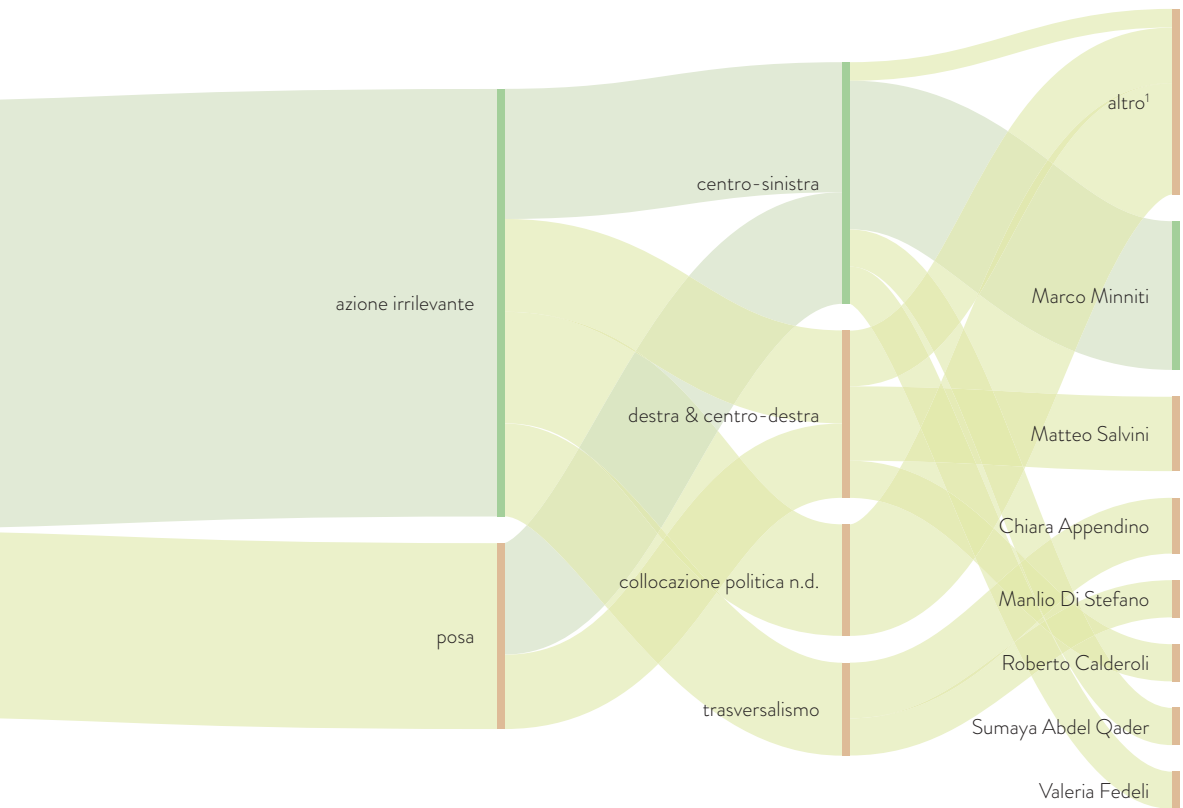 azione irrilevante
posa
centro-sinistra
destra & centro-destra
collocazione politica n.d.
trasversalismo
altro¹
Marco Minniti
Matteo Salvini
Chiara Appendino
Manlio Di Stefano
Roberto Calderoli
Sumaya Abdel Qader
Valeria Fedeli